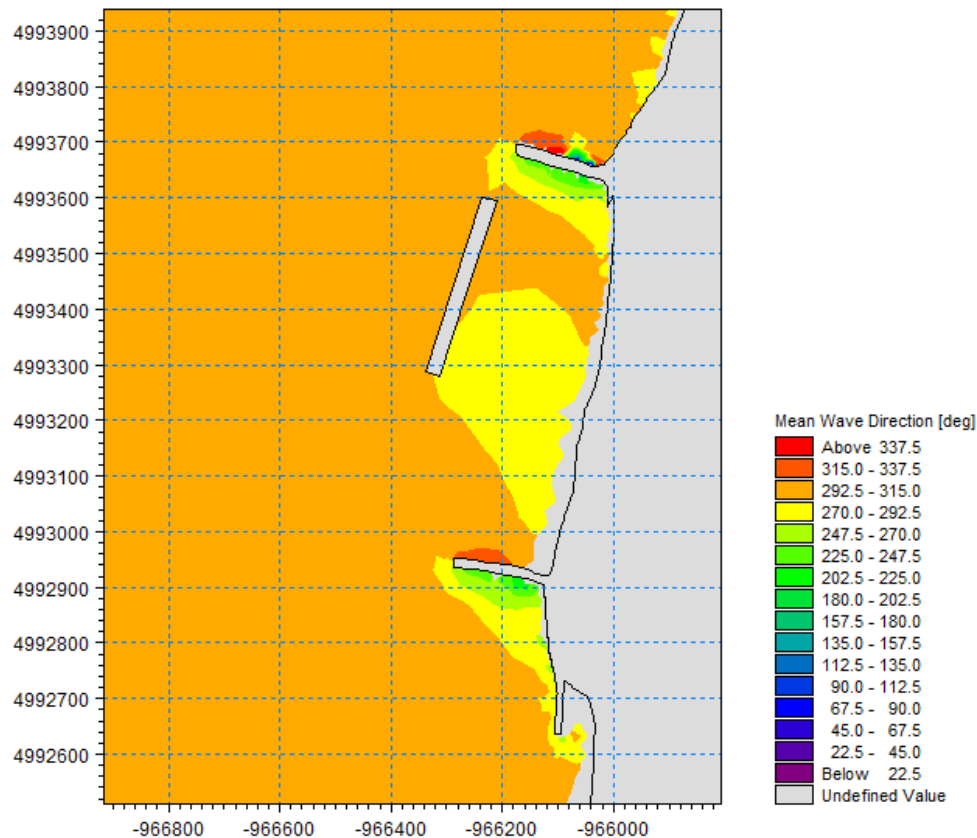 4993900
4993800
4993700
4993600
4993500
4993400
4993300
4993200
4993100
4993000
4992900
4992800
4992700
4992600
-966800
-966600
-966400
-966200
-966000
Mean Wave Direction [deg]
Above 337.5
315.0 - 337.5
292.5 - 315.0
270.0 - 292.5
247.5 - 270.0
225.0 - 247.5
202.5 - 225.0
180.0 - 202.5
157.5 - 180.0
135.0 - 157.5
112.5 - 135.0
90.0 - 112.5
67.5 - 90.0
45.0 - 67.5
22.5 - 45.0
Below 22.5
Undefined Value